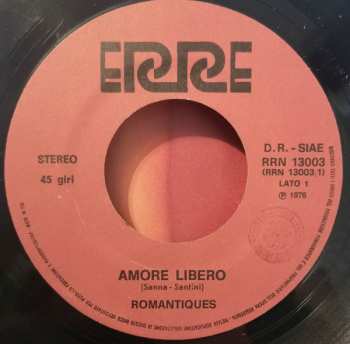 ERRE
D.R. - SIAE
STEREO
RRN 13003
(RRN 13003.1)
45 giri
LATO 1
℗ 1976
AMORE LIBERO
(Sanna - Santini)
ROMANTIQUES